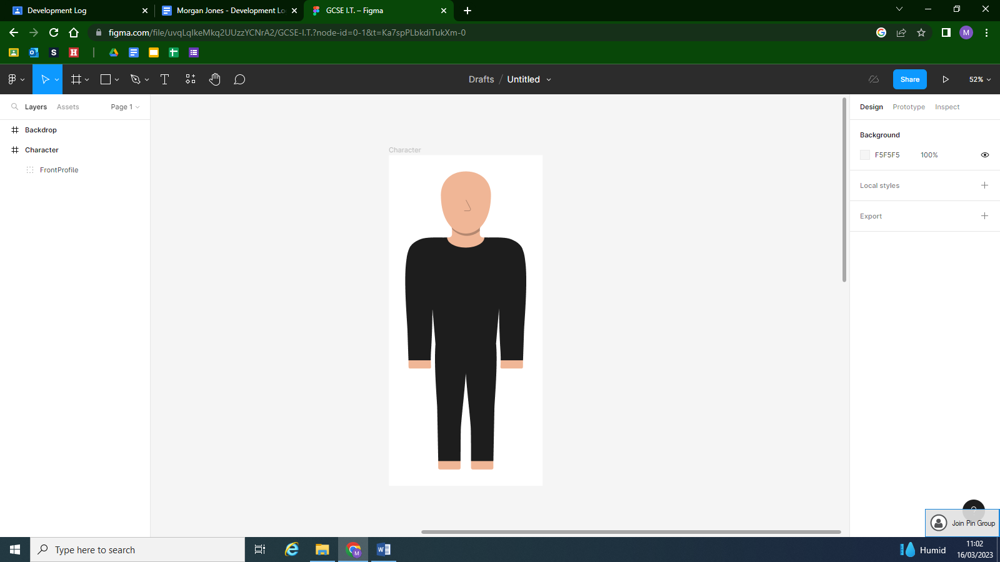 Development Log
Morgan Jones - Development Lo
GCSE I.T. – Figma
figma.com/file/uvqLqIkeMkq2UUzzYCNrA2/GCSE-I.T.?node-id=0-1&t=Ka7spPLbkdiTukXm-0
M
S
H
Drafts / Untitled
Share
52%
Layers
Assets
Page 1
Design
Prototype
Inspect
Backdrop
Character
FrontProfile
Character
Background
F5F5F5
100%
Local styles
Export
Join Pin Group
Type here to search
M
W
Humid
11:02
16/03/2023